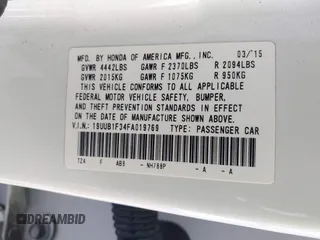 MFD. BY HONDA OF AMERICA MFG., INC. 03/15
GVWR 4442LBS GAWR F 2370LBS R 2094LBS
GVWR 2015KG GAWR F 1075KG R 950KG
THIS VEHICLE CONFORMS TO ALL APPLICABLE
FEDERAL MOTOR VEHICLE SAFETY, BUMPER,
AND THEFT PREVENTION STANDARDS IN EFFECT
ON THE DATE OF MANUFACTURE SHOWN ABOVE.
V.I.N.: 19UUB1F34FA019769 TYPE: PASSENGER CAR
TZ4 F AB9 - NH788P - A - A
DREAMBID